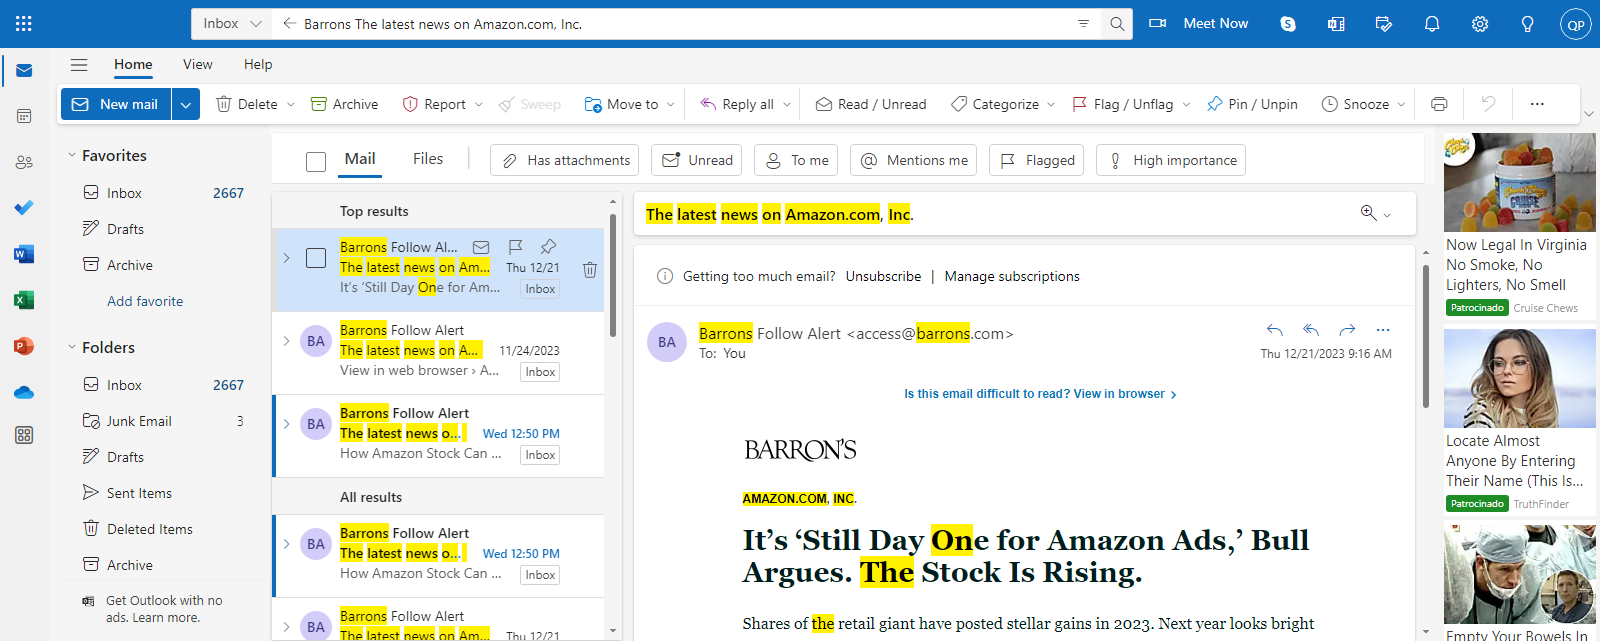 Inbox
Barrons The latest news on Amazon.com, Inc.
Meet Now
QP
Home
View
Help
New mail
Delete
Archive
Report
Sweep
Move to
Reply all
Read / Unread
Categorize
Flag / Unflag
Pin / Unpin
Snooze
Favorites
Inbox 2667
Drafts
Archive
Add favorite
Folders
Inbox 2667
Junk Email 3
Drafts
Sent Items
Deleted Items
Archive
Get Outlook with no
ads. Learn more.
Mail
Files
Has attachments
Unread
To me
Mentions me
Flagged
High importance
Top results
Barrons Follow Al...
The latest news on Am... Thu 12/21
It's ‘Still Day One for Am... Inbox
BA
Barrons Follow Alert
The latest news on A... 11/24/2023
View in web browser › A... Inbox
BA
Barrons Follow Alert
The latest news o... Wed 12:50 PM
How Amazon Stock Can ... Inbox
All results
BA
Barrons Follow Alert
The latest news o... Wed 12:50 PM
How Amazon Stock Can ... Inbox
BA
Barrons Follow Alert
The latest news on Am... Thu 12/21
The latest news on Amazon.com, Inc.
Getting too much email? Unsubscribe | Manage subscriptions
BA
Barrons Follow Alert <access@barrons.com>
To: You
Thu 12/21/2023 9:16 AM
Is this email difficult to read? View in browser ›
BARRON'S
AMAZON.COM, INC.
It’s ‘Still Day One for Amazon Ads,’ Bull
Argues. The Stock Is Rising.
Shares of the retail giant have posted stellar gains in 2023. Next year looks bright
CRUISE
Now Legal In Virginia
No Smoke, No
Lighters, No Smell
Patrocinado Cruise Chews
Locate Almost
Anyone By Entering
Their Name (This Is...
Patrocinado TruthFinder
Empty Your Bowels In